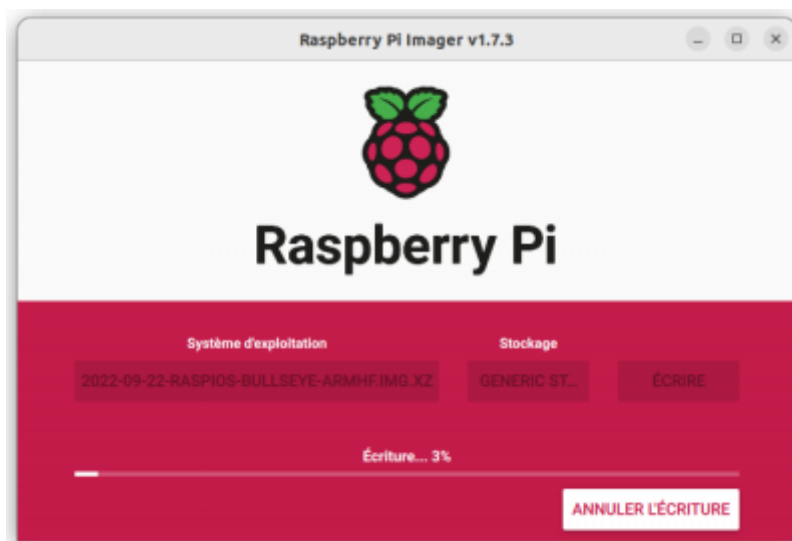 Raspberry Pi Imager v1.7.3
Raspberry Pi
Système d'exploitation Stockage
2022-09-22-RASPIOS-BULLSEYE-ARMHF.IMG.XZ GENERIC ST... ÉCRIRE
Écriture... 3%
ANNULER L'ÉCRITURE